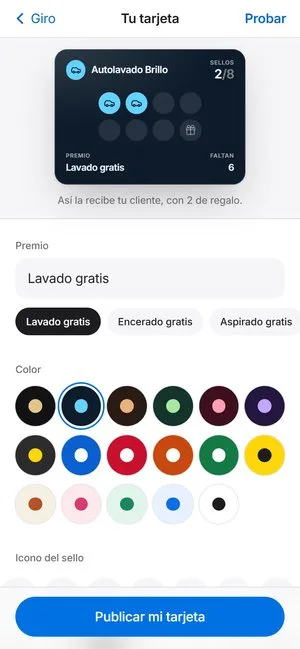 Giro
Tu tarjeta
Probar
Autolavado Brillo
SELLOS
2/8
PREMIO
Lavado gratis
FALTAN
6
Así la recibe tu cliente, con 2 de regalo.
Premio
Lavado gratis
Lavado gratis
Encerado gratis
Aspirado gratis
Color
Icono del sello
Publicar mi tarjeta